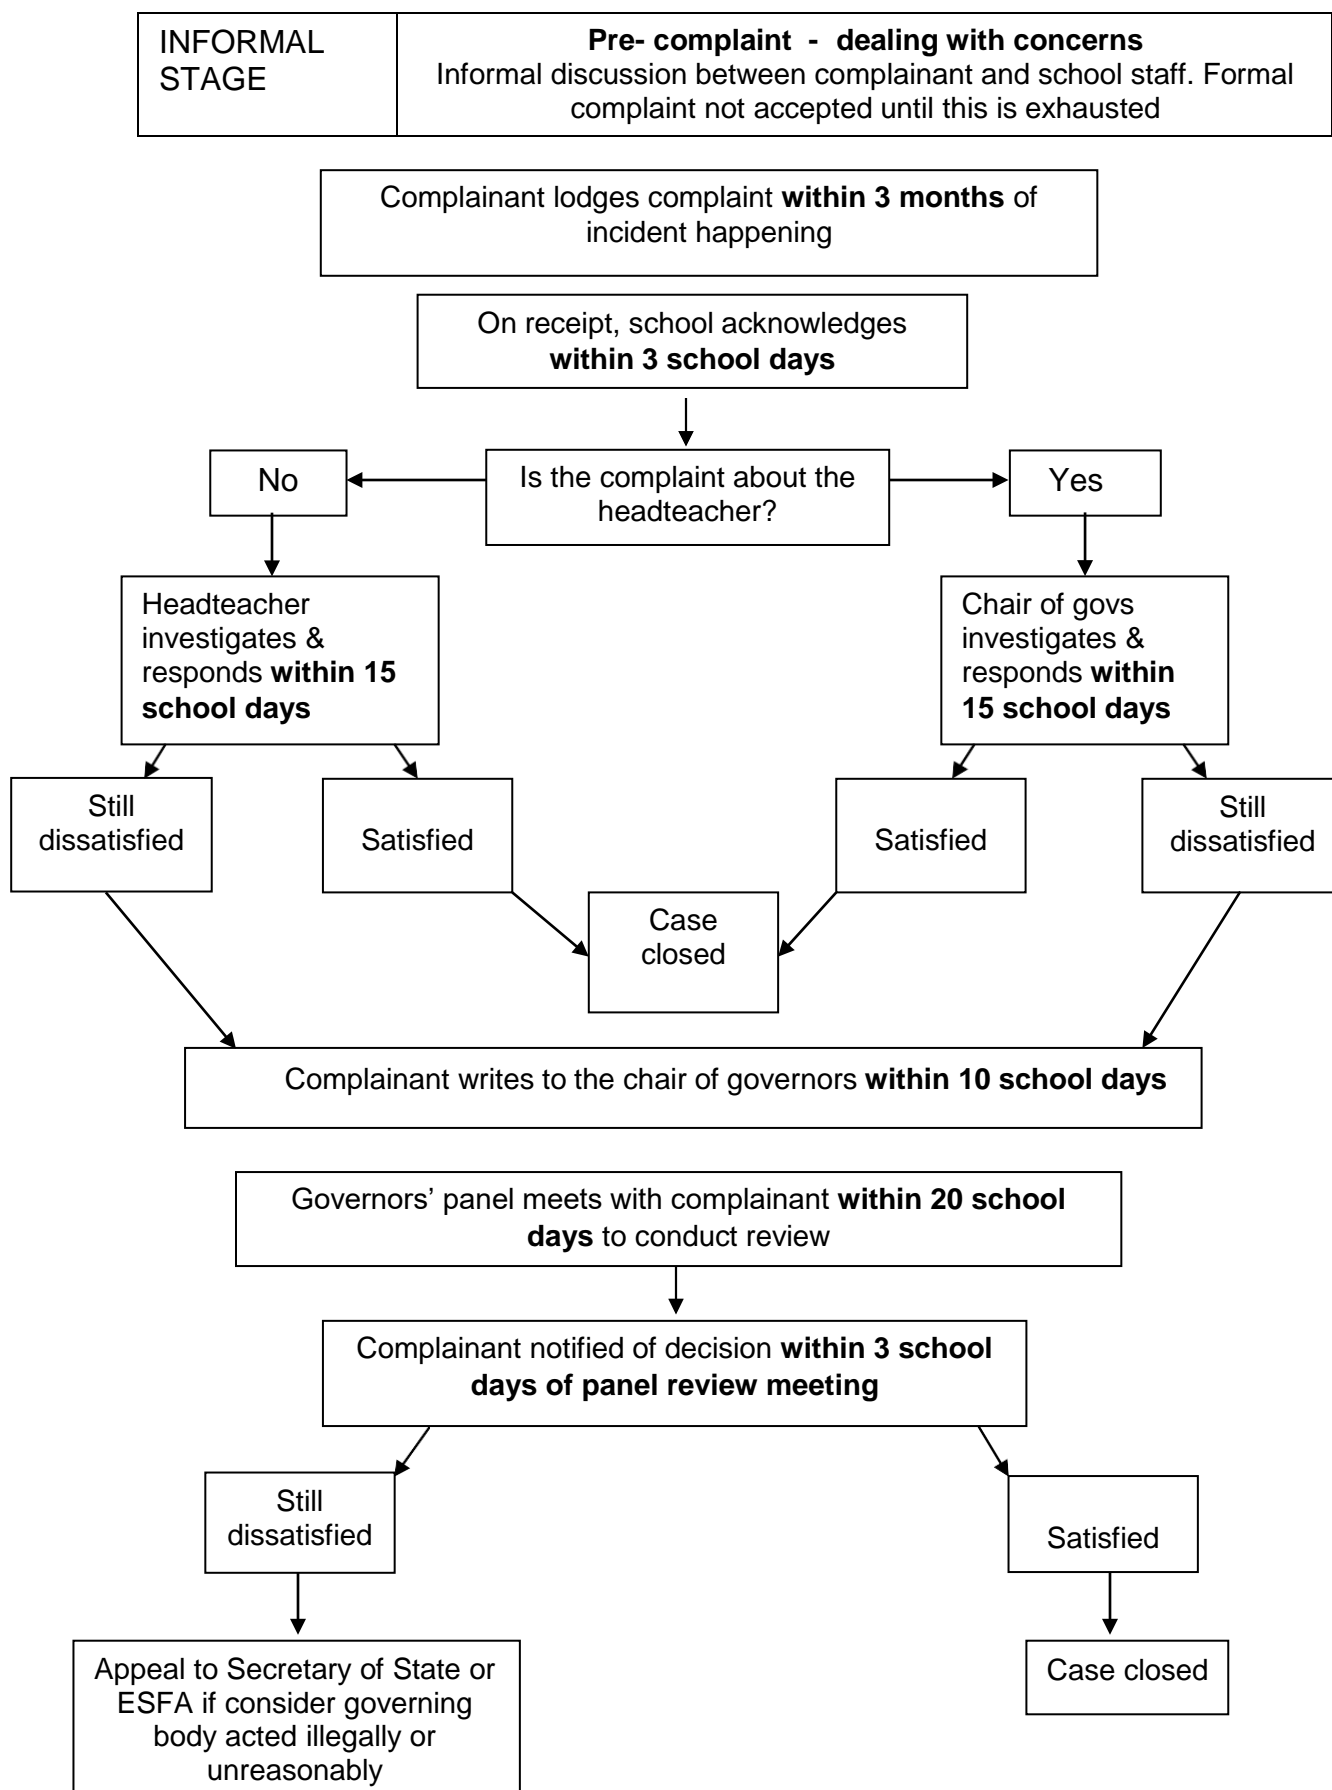 INFORMAL
STAGE
Pre- complaint - dealing with concerns
Informal discussion between complainant and school staff. Formal
complaint not accepted until this is exhausted
Complainant lodges complaint within 3 months of
incident happening
On receipt, school acknowledges
within 3 school days
No
Is the complaint about the
headteacher?
Yes
Headteacher
investigates &
responds within 15
school days
Chair of govs
investigates &
responds within
15 school days
Still
dissatisfied
Satisfied
Satisfied
Still
dissatisfied
Case
closed
Complainant writes to the chair of governors within 10 school days
Governors’ panel meets with complainant within 20 school
days to conduct review
Complainant notified of decision within 3 school
days of panel review meeting
Still
dissatisfied
Satisfied
Appeal to Secretary of State or
ESFA if consider governing
body acted illegally or
unreasonably
Case closed